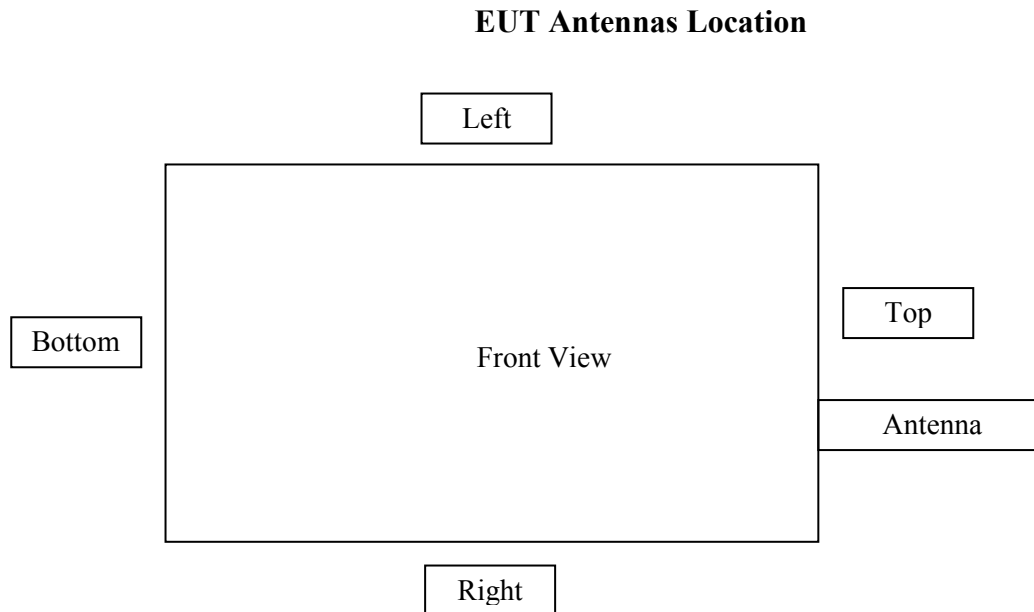 EUT Antennas Location
Left
Top
Bottom
Front View
Antenna
Right